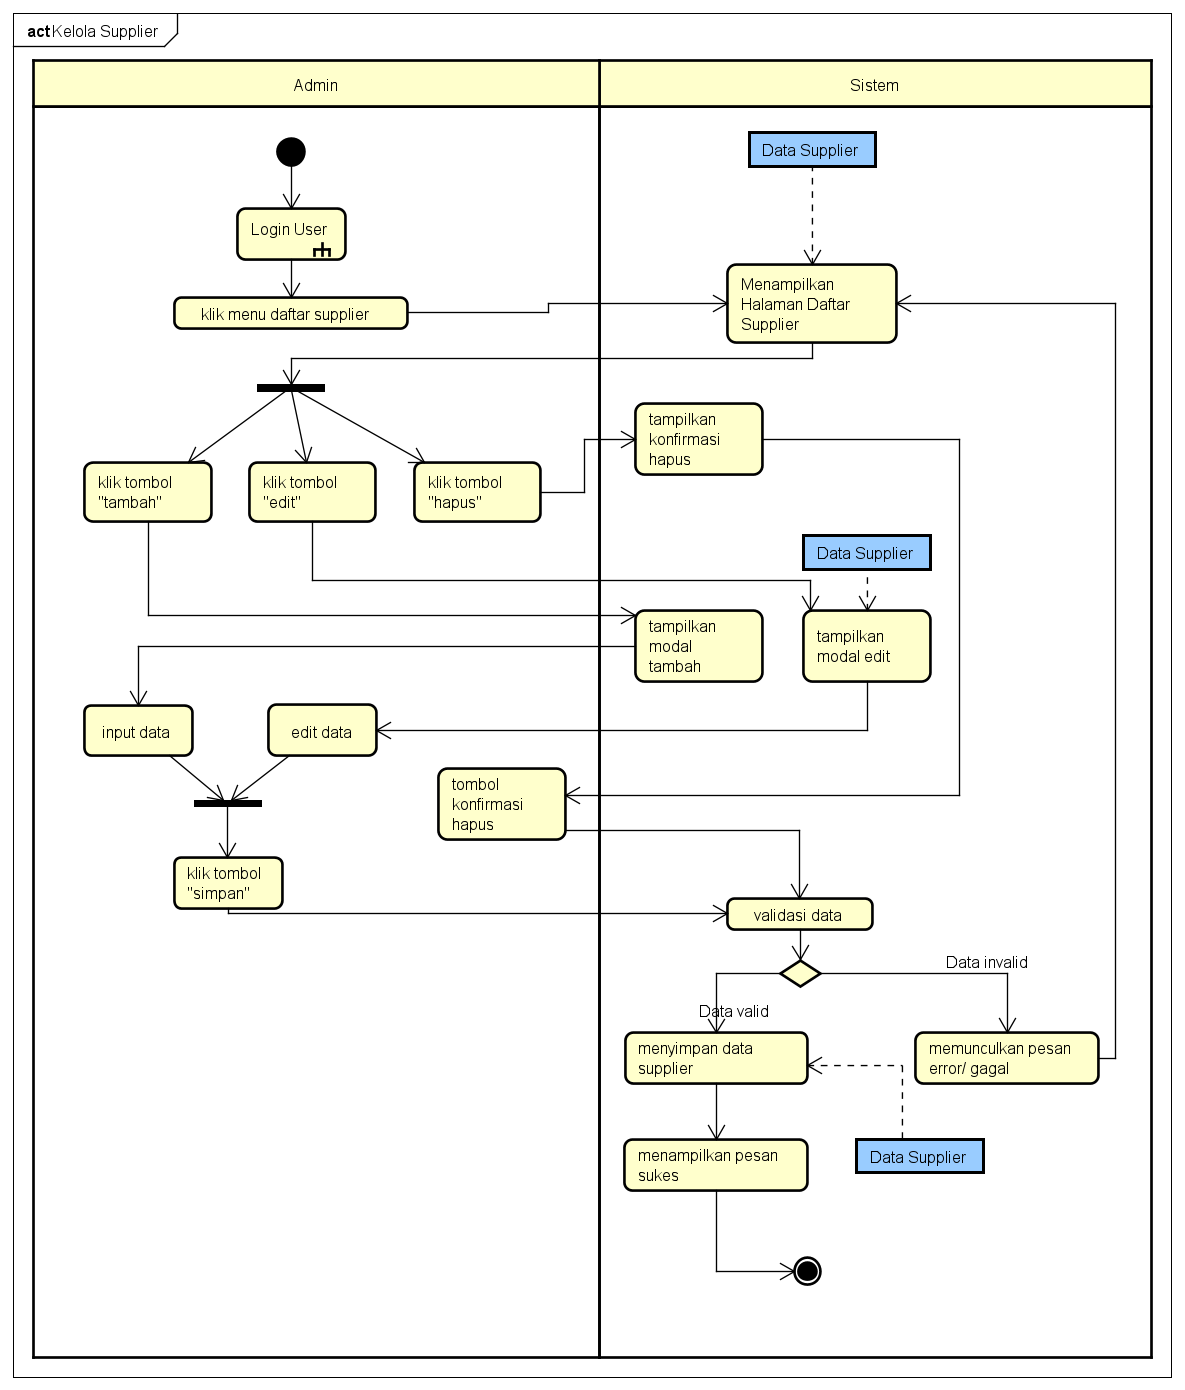 act Kelola Supplier
Admin
Sistem
Data Supplier
Login User
Menampilkan
Halaman Daftar
Supplier
klik menu daftar supplier
tampilkan
konfirmasi
hapus
klik tombol
"tambah"
klik tombol
"edit"
klik tombol
"hapus"
Data Supplier
tampilkan
modal
tambah
tampilkan
modal edit
input data
edit data
tombol
konfirmasi
hapus
klik tombol
"simpan"
validasi data
Data invalid
Data valid
menyimpan data
supplier
memunculkan pesan
error/ gagal
menampilkan pesan
sukes
Data Supplier